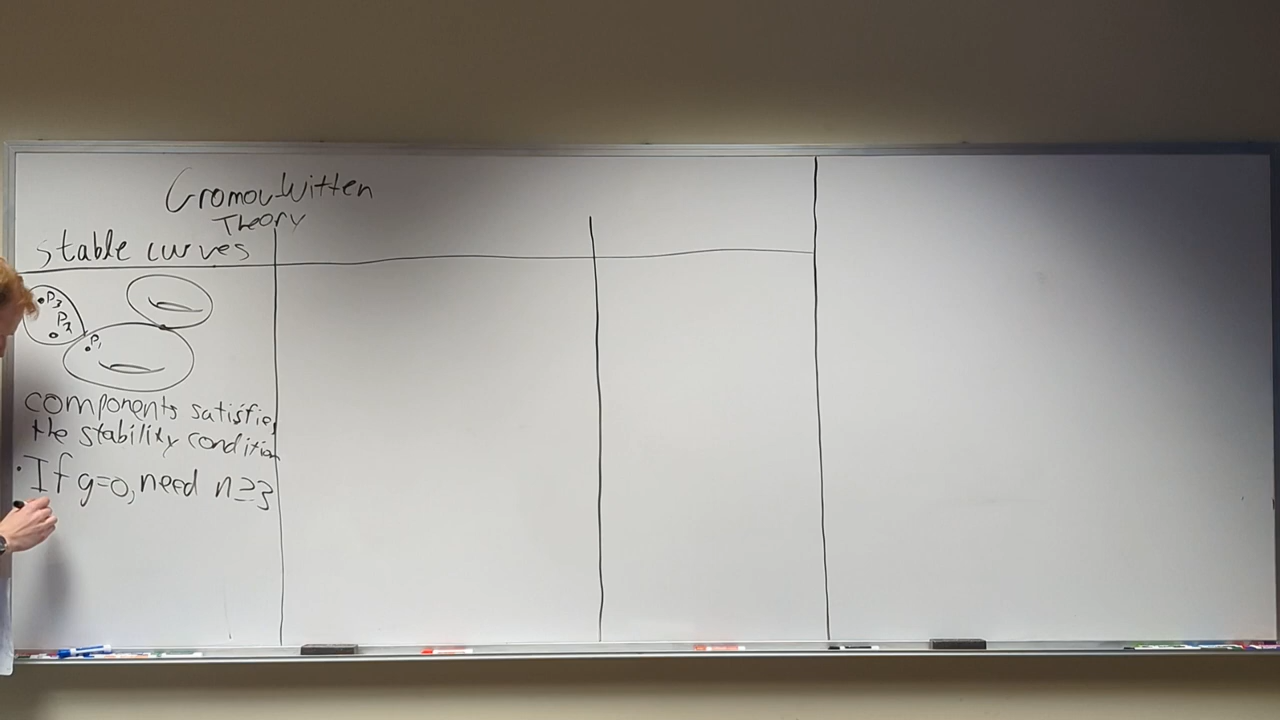 Gromov-Witten
Theory
stable curves
P3
P2
P1
components satisfies
the stability condition
· If g=0, need n≥3